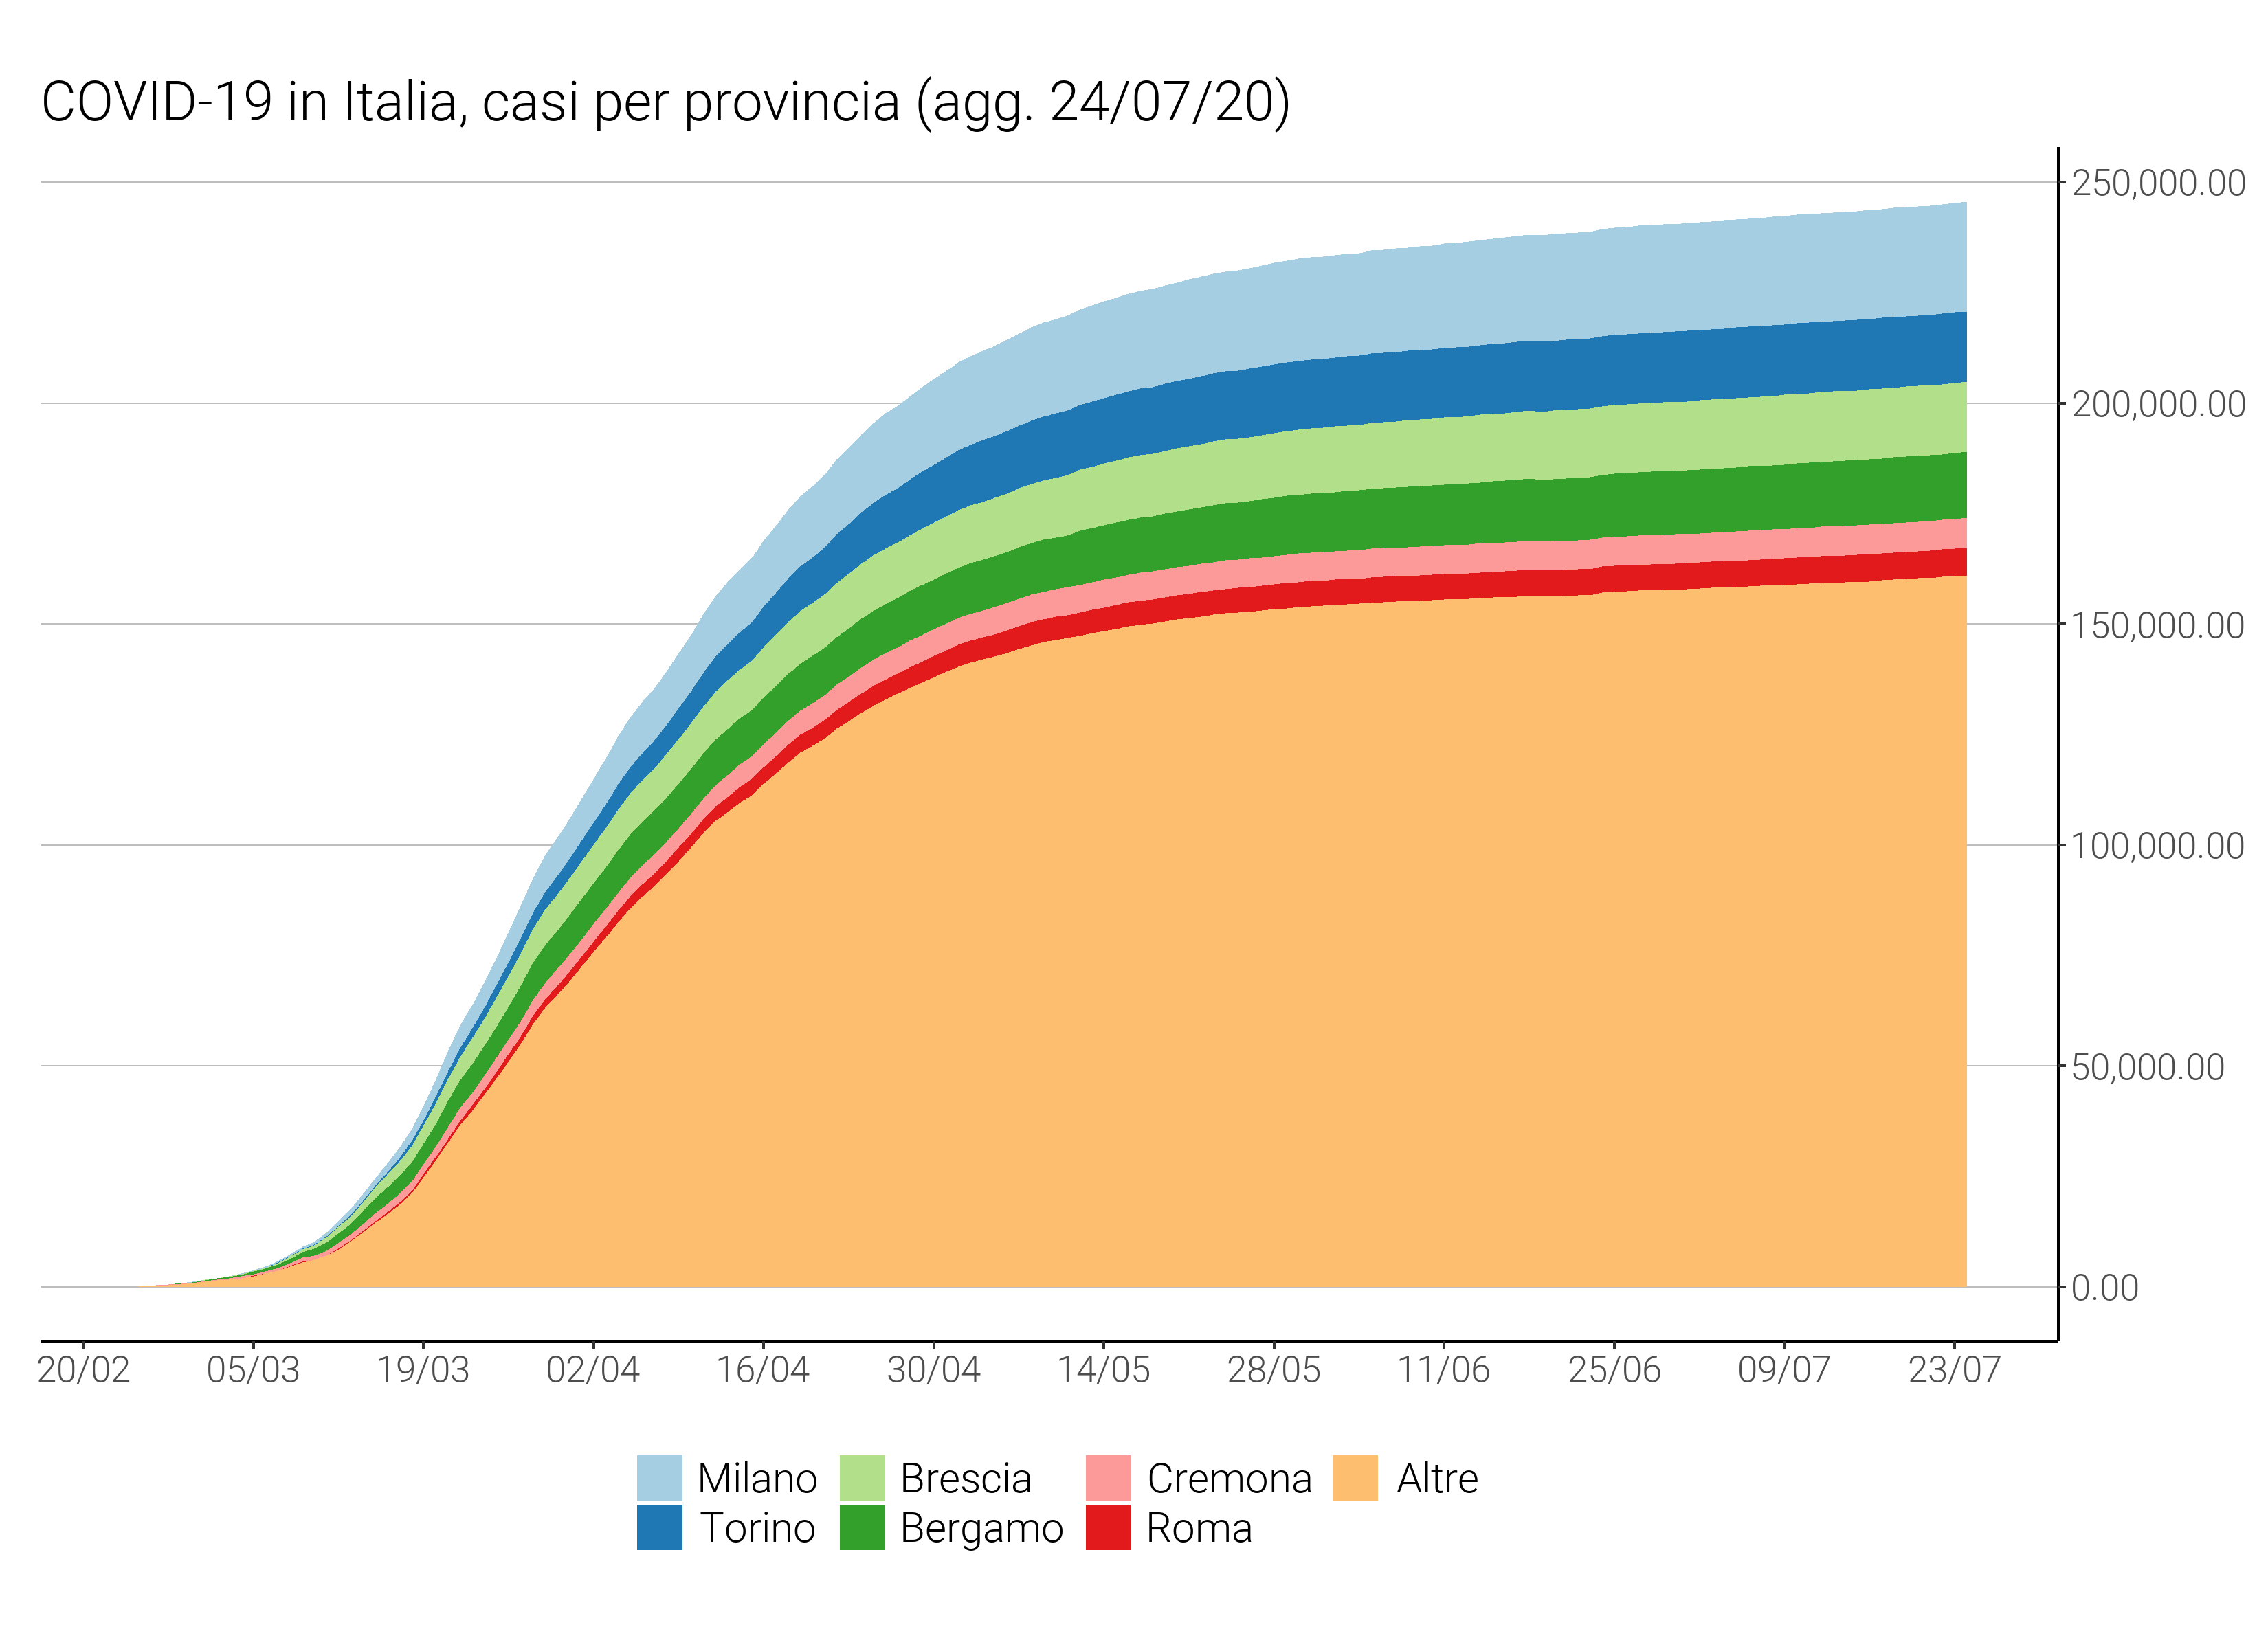 COVID-19 in Italia, casi per provincia (agg. 24/07/20)
250,000.00
200,000.00
150,000.00
100,000.00
50,000.00
0.00
20/02 05/03 19/03 02/04 16/04 30/04 14/05 28/05 11/06 25/06 09/07 23/07
Milano Brescia Cremona Altre
Torino Bergamo Roma